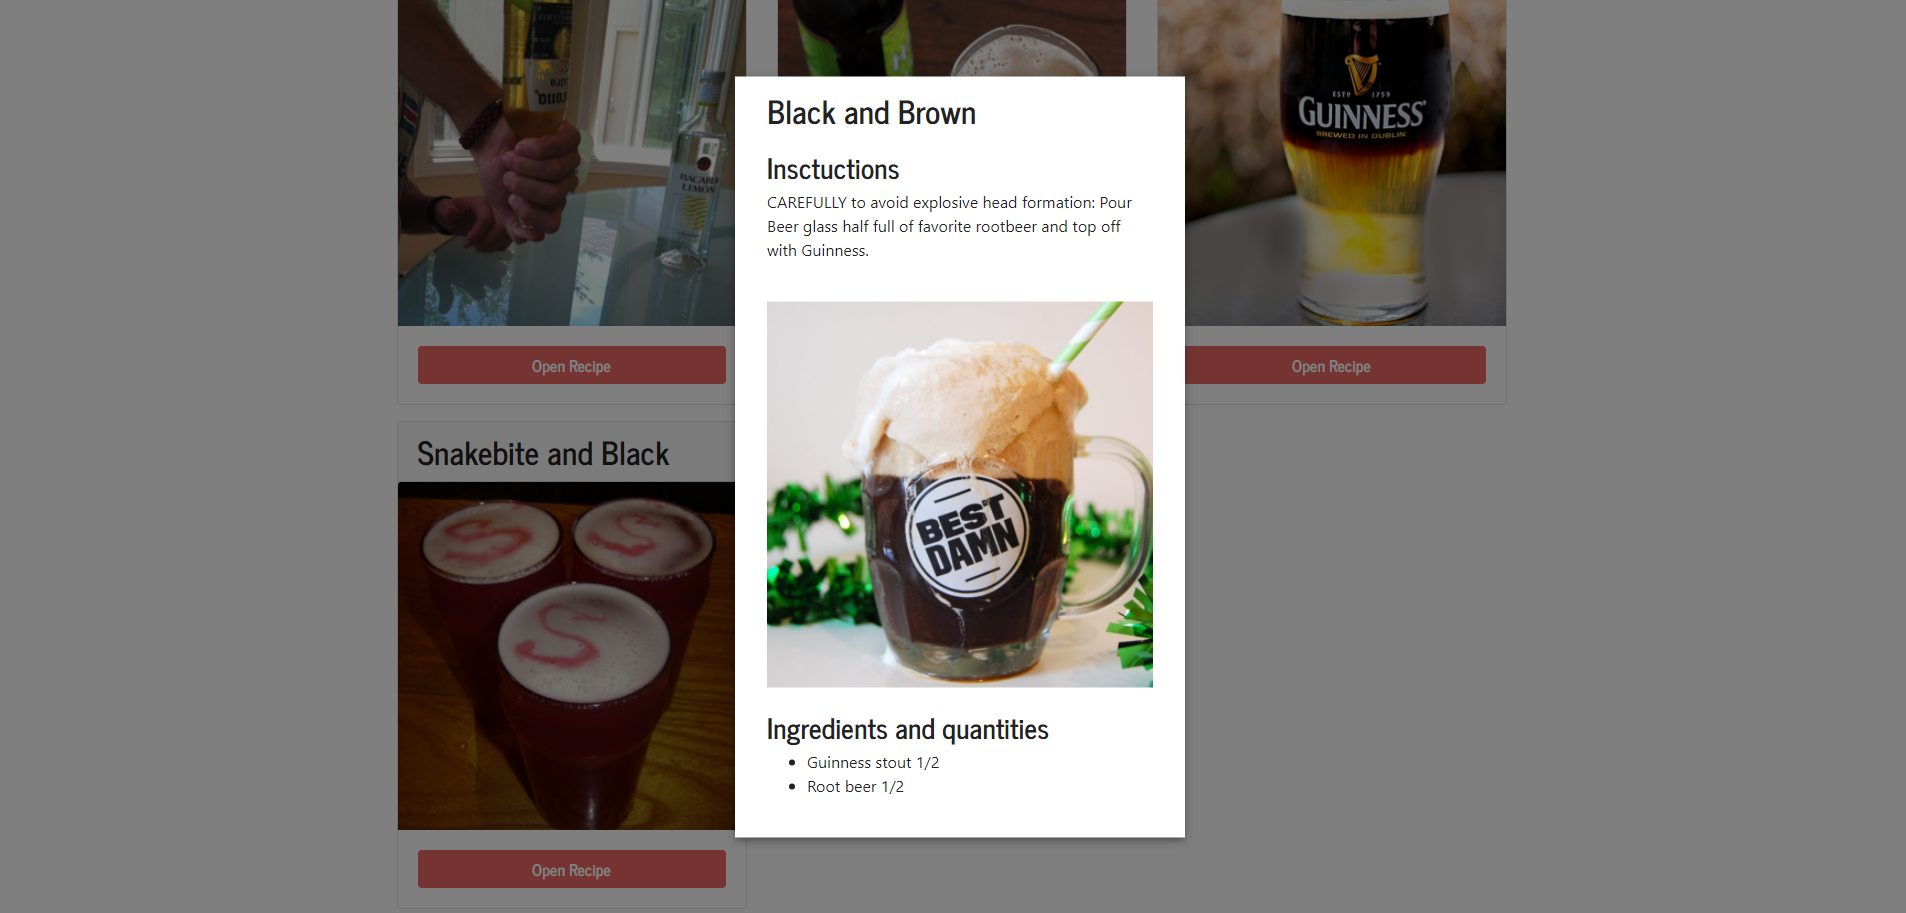 orona
BACARDI
LIMÓN
ESTD 1759
GUINNESS
BREWED IN DUBLIN
Black and Brown
Insctuctions
CAREFULLY to avoid explosive head formation: Pour
Beer glass half full of favorite rootbeer and top off
with Guinness.
BEST
DAMN
Open Recipe
Open Recipe
Snakebite and Black
S
S
S
Ingredients and quantities
Guinness stout 1/2
Root beer 1/2
Open Recipe